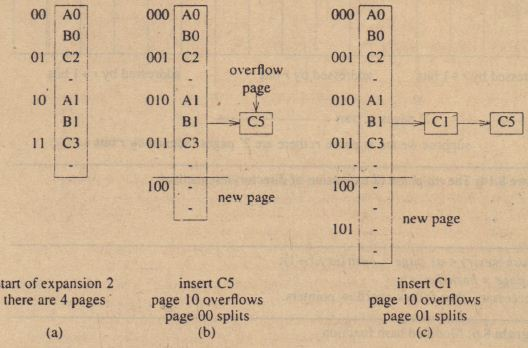 00 A0
B0
01 C2
-
10 A1
B1
11 C3
-
start of expansion 2
there are 4 pages
(a)
000 A0
B0
001 C2
-
010 A1
B1
011 C3
-
100 -
-
overflow
page
C5
new page
insert C5
page 10 overflows
page 00 splits
(b)
000 A0
B0
001 C2
-
010 A1
B1
011 C3
-
100 -
-
101 -
-
C1
C5
new page
insert C1
page 10 overflows
page 01 splits
(c)